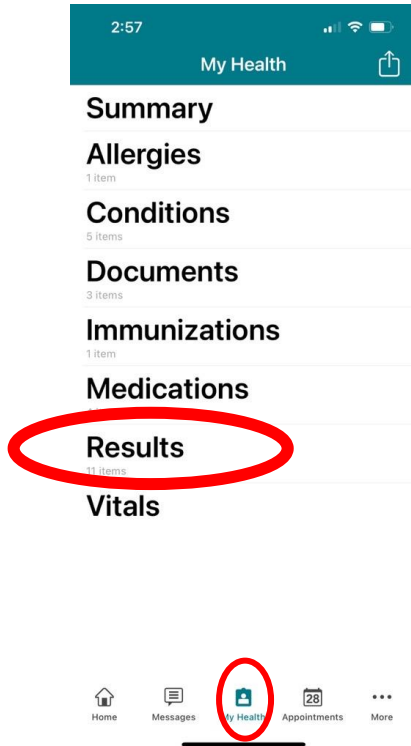 2:57
My Health
Summary
Allergies
1 item
Conditions
5 items
Documents
3 items
Immunizations
1 item
Medications
Results
11 items
Vitals
28
Home Messages My Health Appointments More